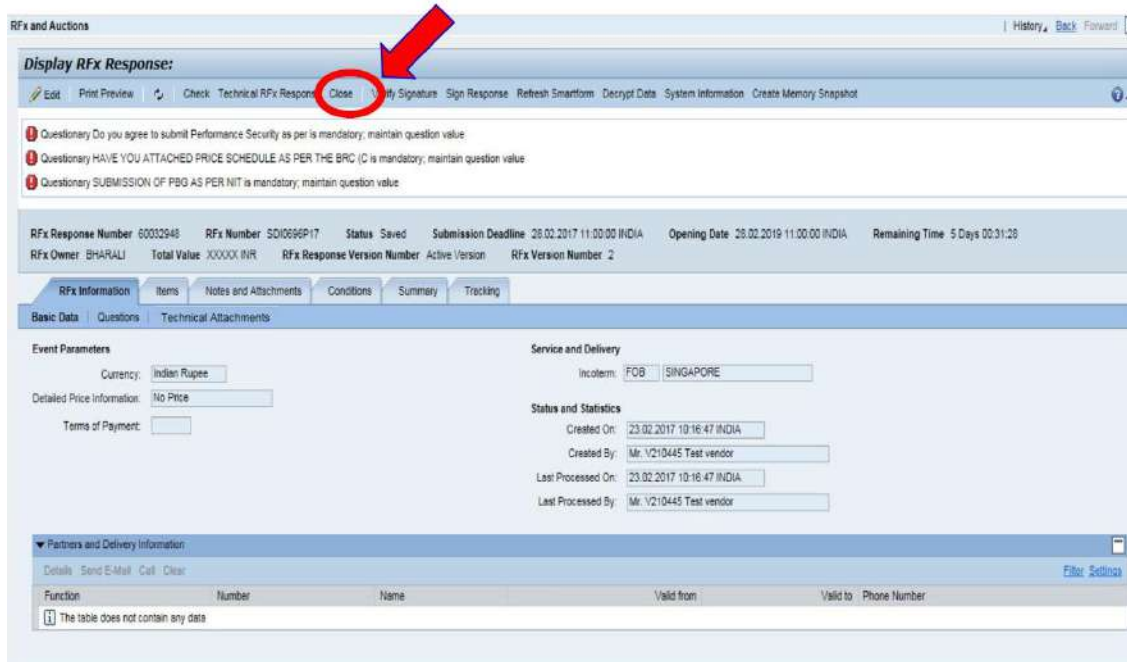 RFx and Auctions
History Back Forward
Display RFx Response:
Edit Print Preview Check Technical RFx Respons Close Verify Signature Sign Response Refresh Smartform Decrypt Data System Information Create Memory Snapshot
Questionary Do you agree to submit Performance Security as per is mandatory; maintain question value
Questionary HAVE YOU ATTACHED PRICE SCHEDULE AS PER THE BRC (C is mandatory; maintain question value
Questionary SUBMISSION OF PBG AS PER NIT is mandatory; maintain question value
RFx Response Number 60032948 RFx Number SDI0696P17 Status Saved Submission Deadline 28.02.2017 11:00:00 INDIA Opening Date 28.02.2019 11:00:00 INDIA Remaining Time 5 Days 00:31:28
RFx Owner BHARALI Total Value XXXXX INR RFx Response Version Number Active Version RFx Version Number 2
RFx Information Items Notes and Attachments Conditions Summary Tracking
Basic Data Questions Technical Attachments
Event Parameters Service and Delivery
Currency: Indian Rupee Incoterm: FOB SINGAPORE
Detailed Price Information: No Price
Status and Statistics
Terms of Payment: Created On: 23.02.2017 10:16:47 INDIA
Created By: Mr. V210445 Test vendor
Last Processed On: 23.02.2017 10:16:47 INDIA
Last Processed By: Mr. V210445 Test vendor
Partners and Delivery Information
Details Send E-Mail Call Clear Filter Settings
Function Number Name Valid from Valid to Phone Number
The table does not contain any data